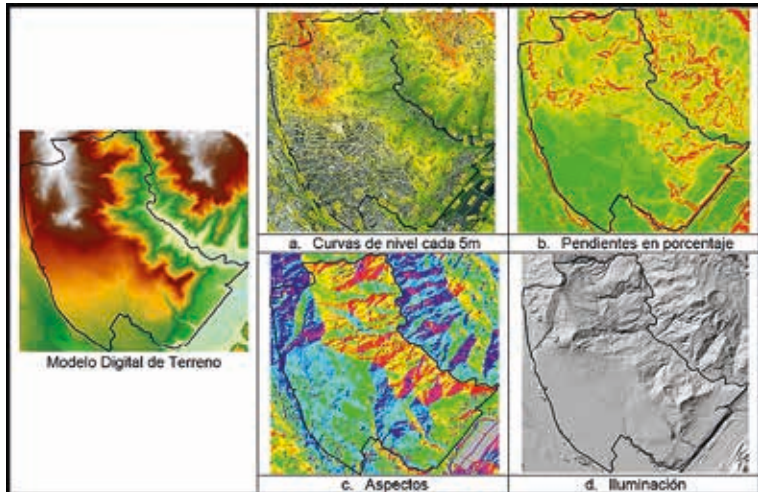 Modelo Digital de Terreno
a. Curvas de nivel cada 5m
b. Pendientes en porcentaje
c. Aspectos
d. Iluminación